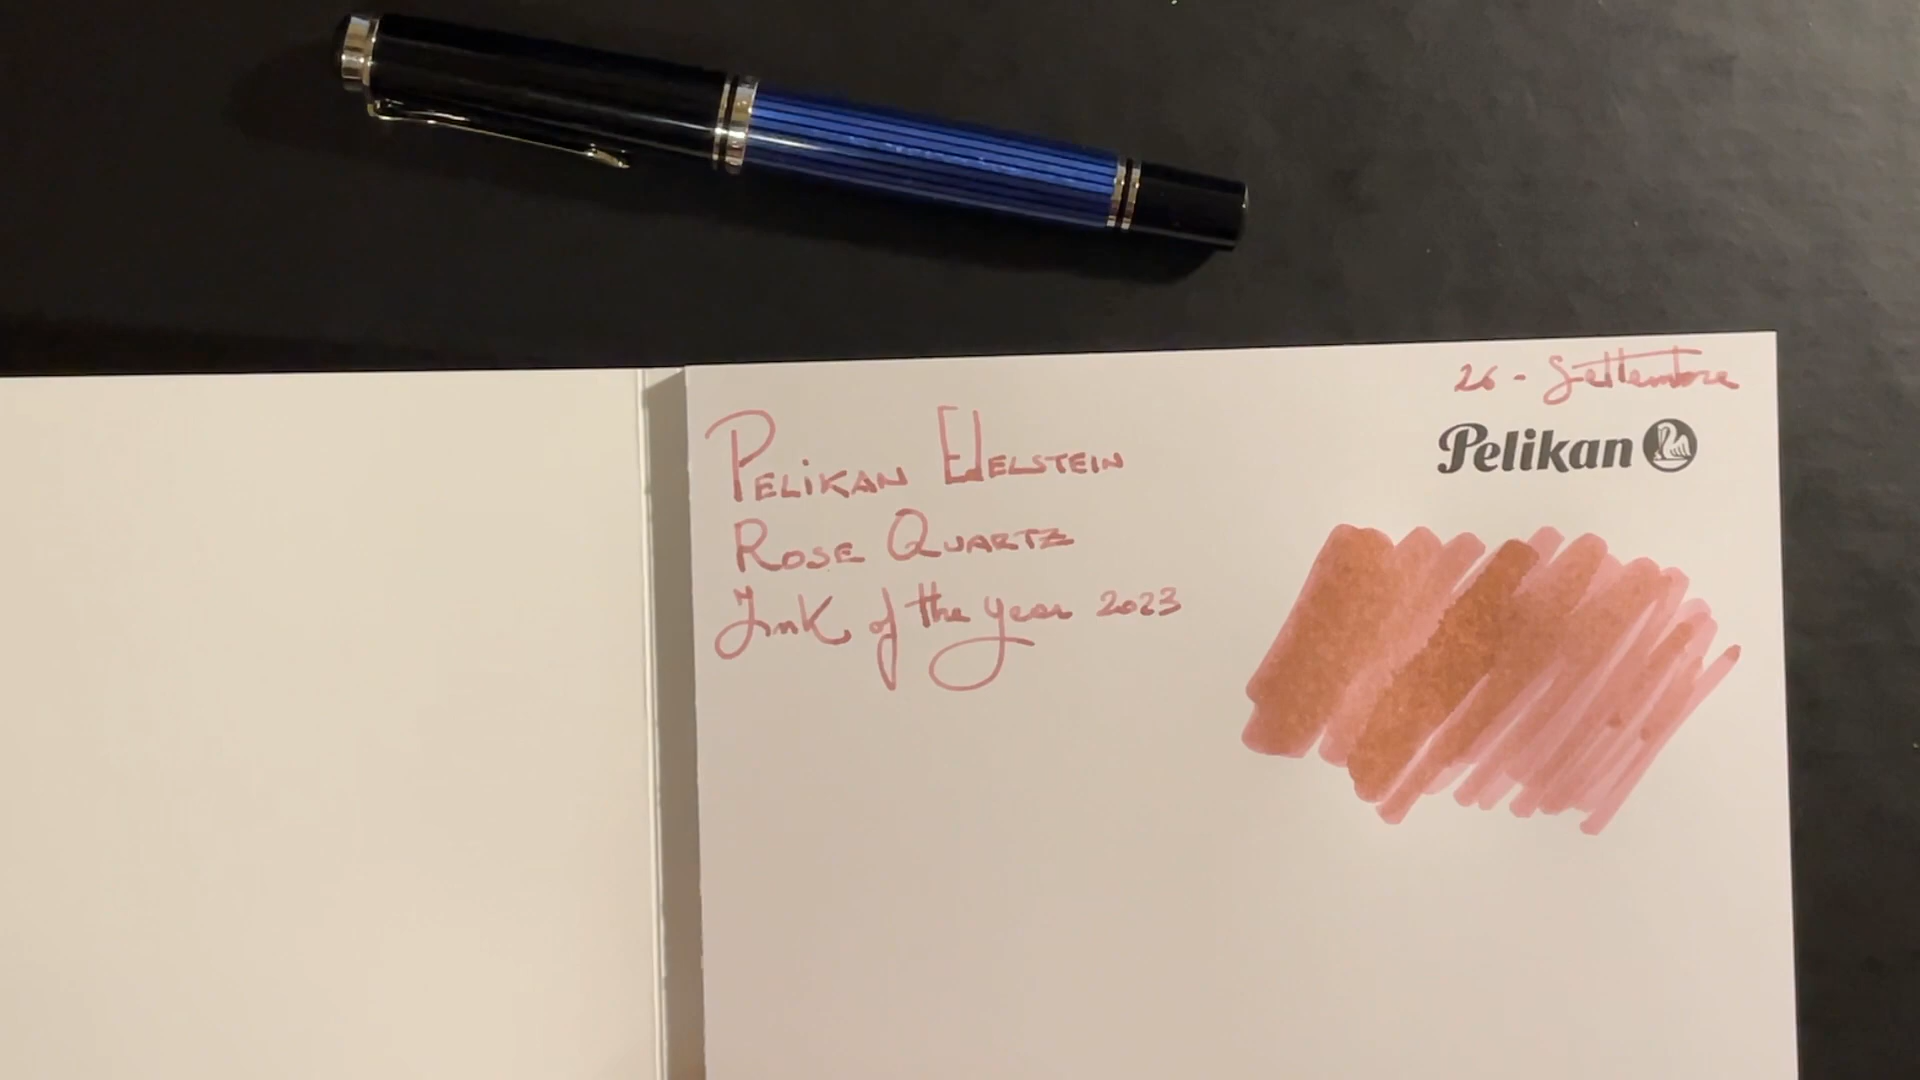 26 - Settembre
Pelikan
Pelikan Edelstein
Rose Quartz
Ink of the year 2023